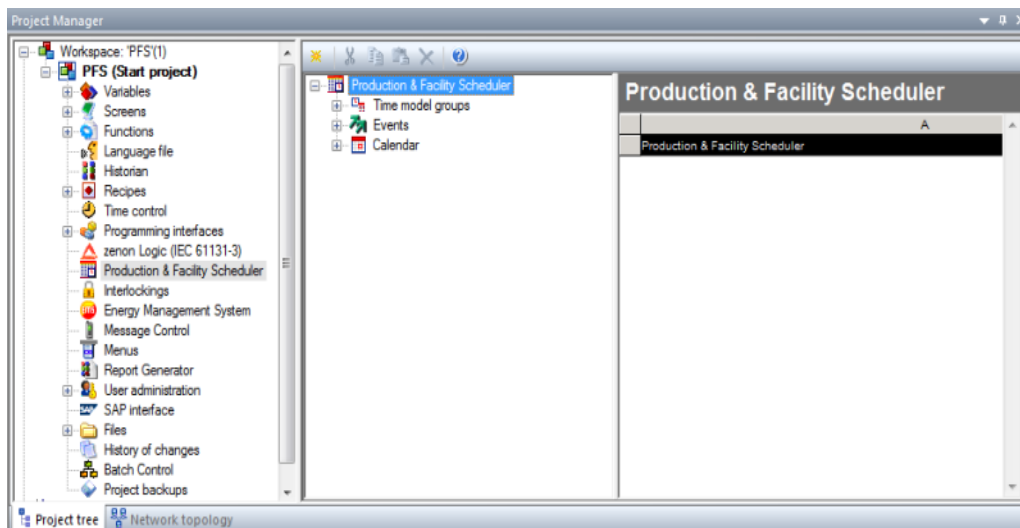 Project Manager
Workspace: 'PFS'(1)
PFS (Start project)
Variables
Screens
Functions
Language file
Historian
Recipes
Time control
Programming interfaces
zenon Logic (IEC 61131-3)
Production & Facility Scheduler
Interlockings
Energy Management System
Message Control
Menus
Report Generator
User administration
SAP interface
Files
History of changes
Batch Control
Project backups
Project tree
Network topology
Production & Facility Scheduler
Time model groups
Events
Calendar
Production & Facility Scheduler
A
Production & Facility Scheduler